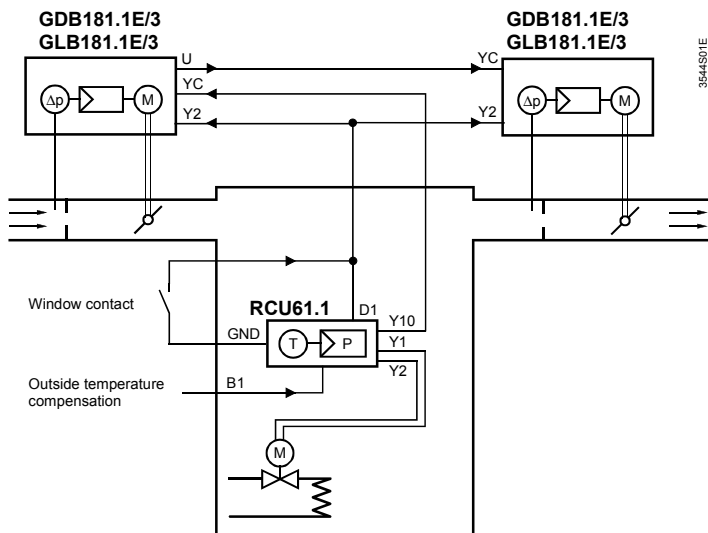 GDB181.1E/3
GLB181.1E/3
GDB181.1E/3
GLB181.1E/3
3544S01E
U
YC
YC
Y2
Y2
Δp
M
Δp
M
Window contact
RCU61.1
D1
Y10
GND
T
P
Y1
Y2
Outside temperature
compensation
B1
M